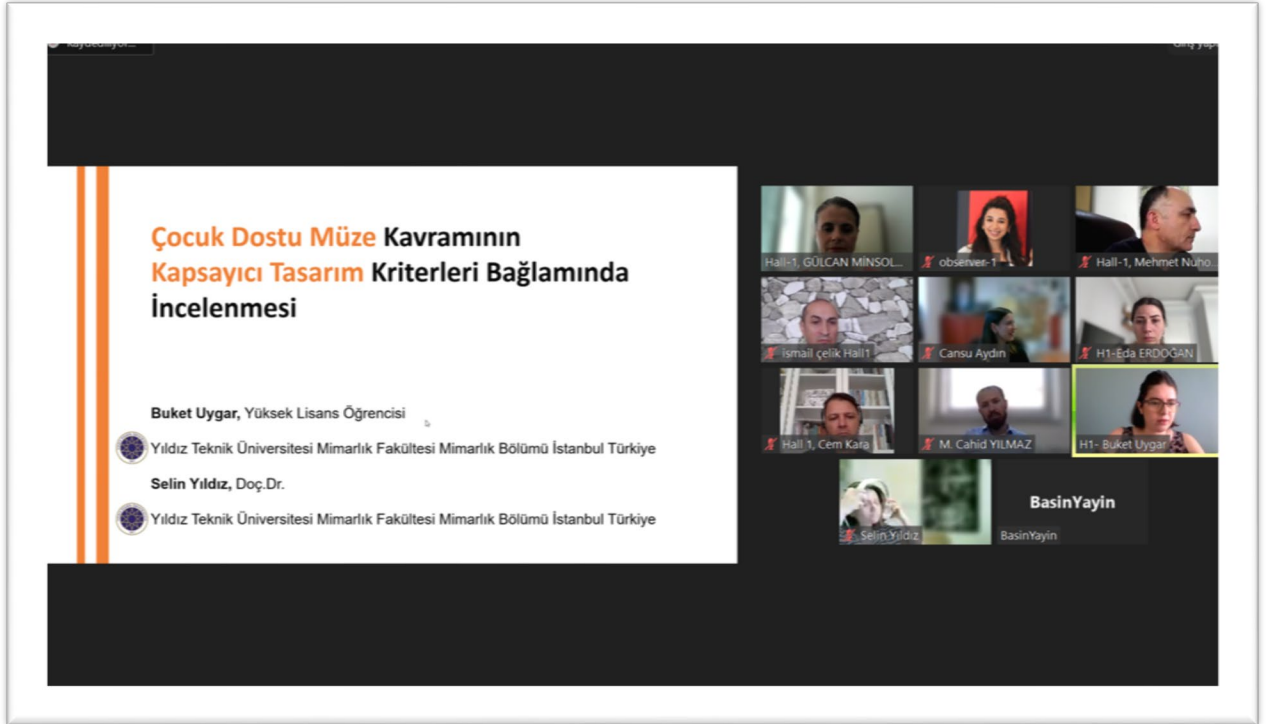 Kaydediliyor...
Giriş yap
Çocuk Dostu Müze Kavramının
Kapsayıcı Tasarım Kriterleri Bağlamında
İncelenmesi
Buket Uygar, Yüksek Lisans Öğrencisi
Yıldız Teknik Üniversitesi Mimarlık Fakültesi Mimarlık Bölümü İstanbul Türkiye
Selin Yıldız, Doç.Dr.
Yıldız Teknik Üniversitesi Mimarlık Fakültesi Mimarlık Bölümü İstanbul Türkiye
Hall-1, GÜLCAN MİNSOL...
observer-1
Hall-1, Mehmet Nuho...
ismail çelik Hall1
Cansu Aydın
H1-Eda ERDOĞAN
Hall 1, Cem Kara
M. Cahid YILMAZ
H1- Buket Uygar
Selin Yıldız
BasinYayin
BasinYayin